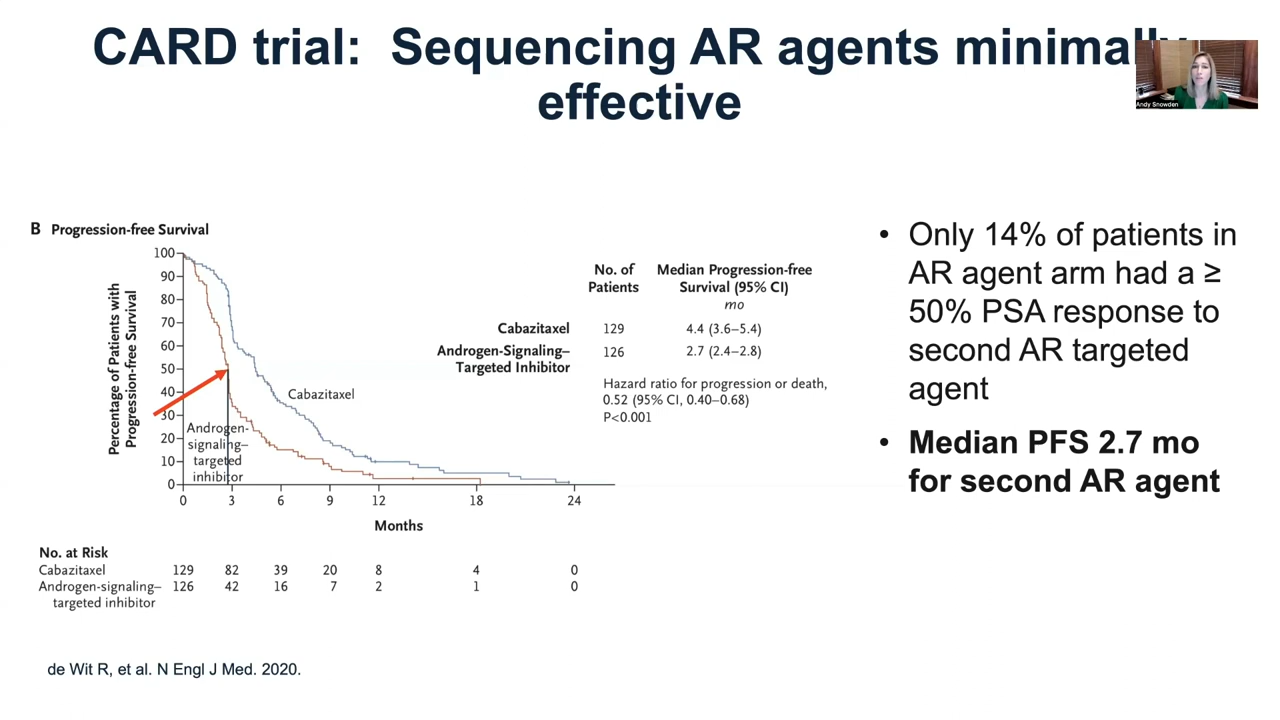 CARD trial: Sequencing AR agents minimally
effective
Andy Snowden
B Progression-free Survival
Percentage of Patients with
Progression-free Survival
100
90
80
70
60
50
40
30
20
10
0
Cabazitaxel
Androgen-
signaling–
targeted
inhibitor
0 3 6 9 12 18 24
Months
No. of
Patients
Median Progression-free
Survival (95% CI)
mo
Cabazitaxel 129 4.4 (3.6–5.4)
Androgen-Signaling–
Targeted Inhibitor
126 2.7 (2.4–2.8)
Hazard ratio for progression or death,
0.52 (95% CI, 0.40–0.68)
P<0.001
No. at Risk
Cabazitaxel 129 82 39 20 8 4 0
Androgen-signaling– 126 42 16 7 2 1 0
targeted inhibitor
• Only 14% of patients in
AR agent arm had a ≥
50% PSA response to
second AR targeted
agent
• Median PFS 2.7 mo
for second AR agent
de Wit R, et al. N Engl J Med. 2020.